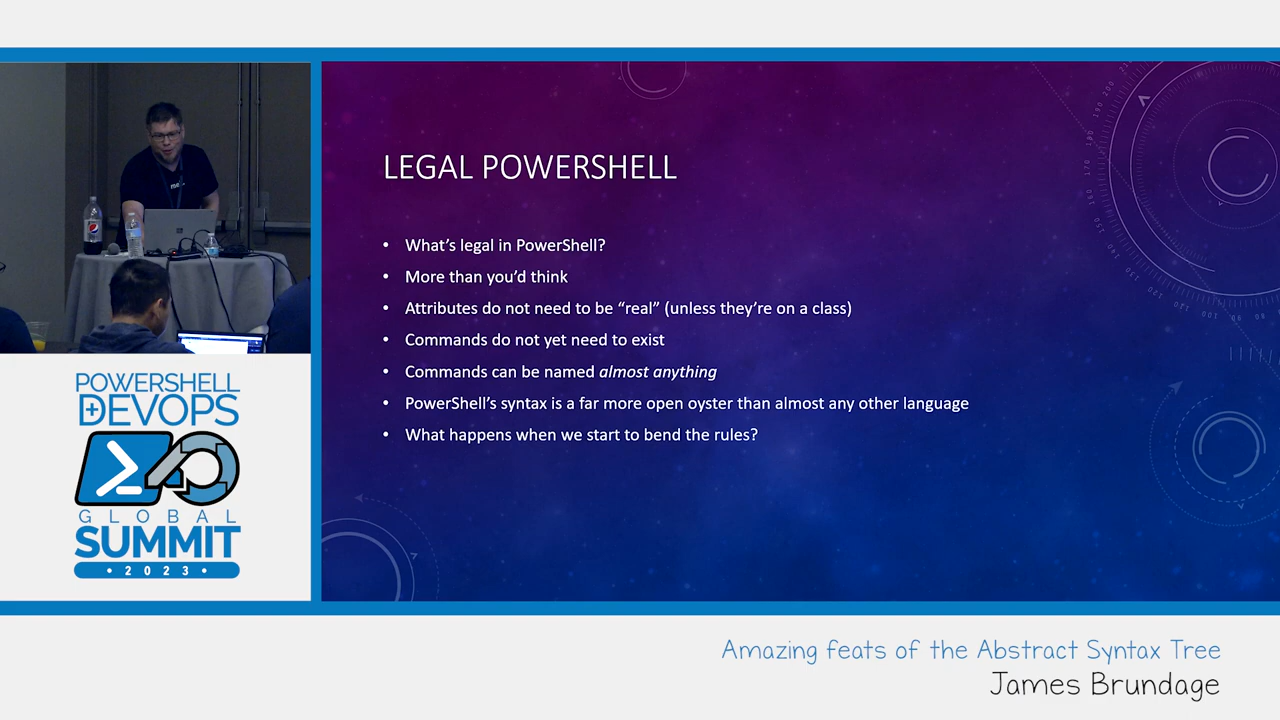 LEGAL POWERSHELL
• What's legal in PowerShell?
• More than you'd think
• Attributes do not need to be “real” (unless they're on a class)
• Commands do not yet need to exist
• Commands can be named almost anything
• PowerShell's syntax is a far more open oyster than almost any other language
• What happens when we start to bend the rules?
POWERSHELL
+DEVOPS
GLOBAL
SUMMIT
• 2023 •
Amazing feats of the Abstract Syntax Tree
James Brundage